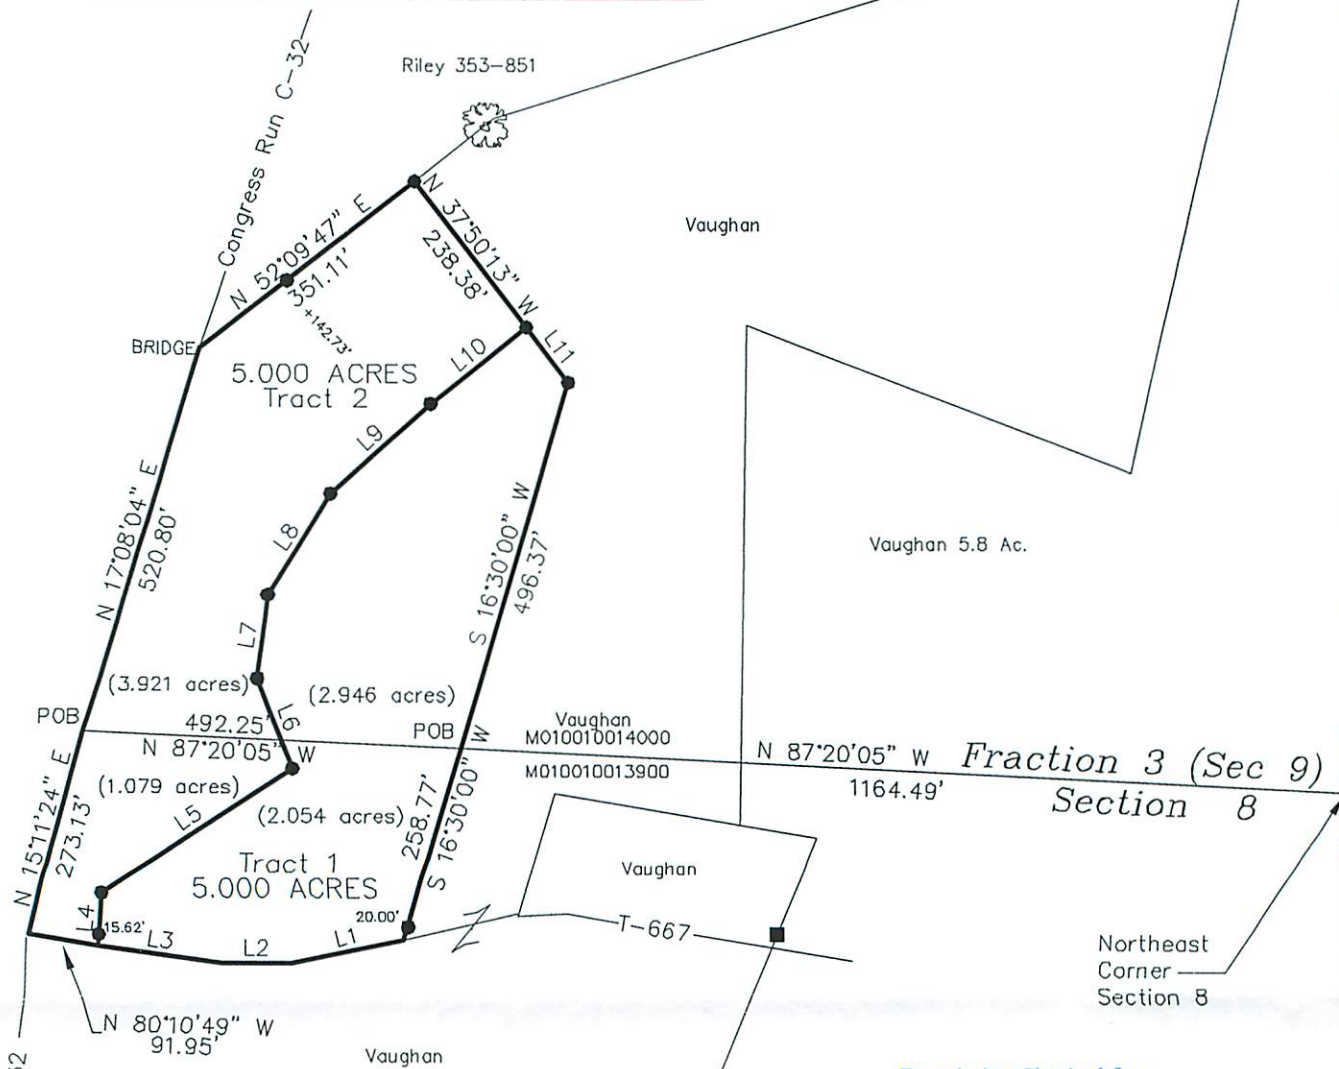 Congress Run C-32
Riley 353-851
Vaughan
N 52°09'47" E
351.11'
+142.73'
N 37°50'13" W
238.38'
BRIDGE
5.000 ACRES
Tract 2
L10
L11
L9
L8
N 17°08'04" E
520.80'
S 16°30'00" W
496.37'
Vaughan 5.8 Ac.
L7
(3.921 acres)
(2.946 acres)
L6
POB
492.25'
N 87°20'05" W
POB
Vaughan
M010010014000
M010010013900
N 87°20'05" W
1164.49'
Fraction 3 (Sec 9)
Section 8
(1.079 acres)
L5
(2.054 acres)
N 15°11'24" E
273.13'
258.77'
S 16°30'00" W
Tract 1
5.000 ACRES
Vaughan
L4
15.62'
20.00'
L3
L2
L1
T-667
Northeast
Corner
Section 8
N 80°10'49" W
91.95'
Vaughan